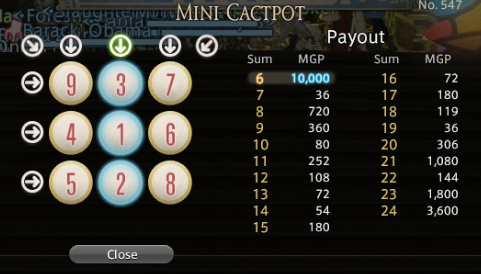 MINI CACTPOT
No. 547
Barack Obama
Payout
Sum MGP Sum MGP
6 10,000 16 72
7 36 17 180
8 720 18 119
9 360 19 36
10 80 20 306
11 252 21 1,080
12 108 22 144
13 72 23 1,800
14 54 24 3,600
15 180
9 3 7
4 1 6
5 2 8
Close